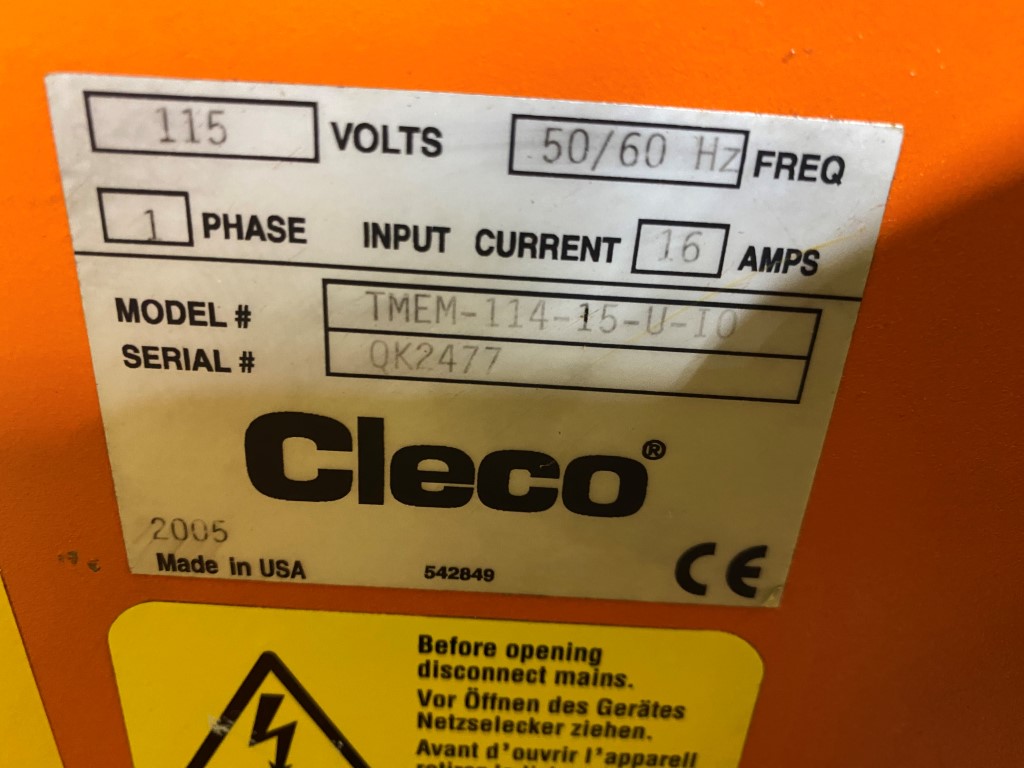 115 VOLTS 50/60 Hz FREQ
1 PHASE INPUT CURRENT 16 AMPS
MODEL # TMEM-114-15-U-IO
SERIAL # QK2477
Cleco®
2005
Made in USA 542849 CE
Before opening
disconnect mains.
Vor Öffnen des Gerätes
Netzselecker ziehen.
Avant d'ouvrir l'appareil